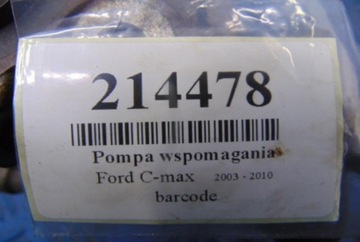 214478
Pompa wspomagania
Ford C-max 2003 - 2010
barcode